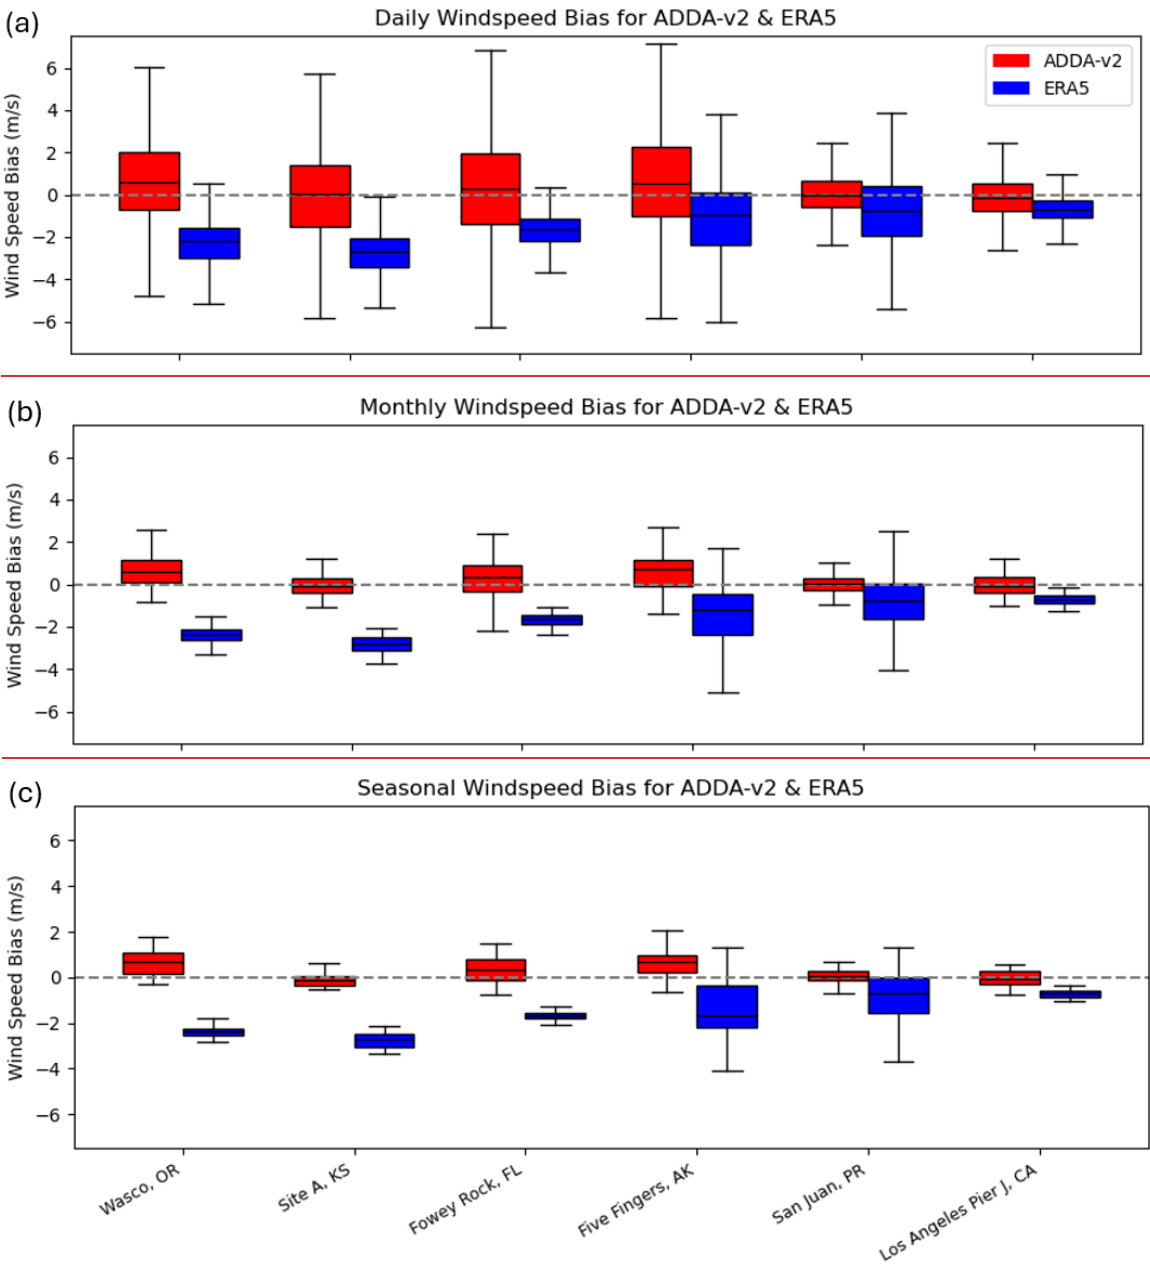 (a)
Daily Windspeed Bias for ADDA-v2 & ERA5
Wind Speed Bias (m/s)
6
4
2
0
−2
−4
−6
ADDA-v2
ERA5
(b)
Monthly Windspeed Bias for ADDA-v2 & ERA5
Wind Speed Bias (m/s)
6
4
2
0
−2
−4
−6
(c)
Seasonal Windspeed Bias for ADDA-v2 & ERA5
Wind Speed Bias (m/s)
6
4
2
0
−2
−4
−6
Wasco, OR
Site A, KS
Fowey Rock, FL
Five Fingers, AK
San Juan, PR
Los Angeles Pier J, CA